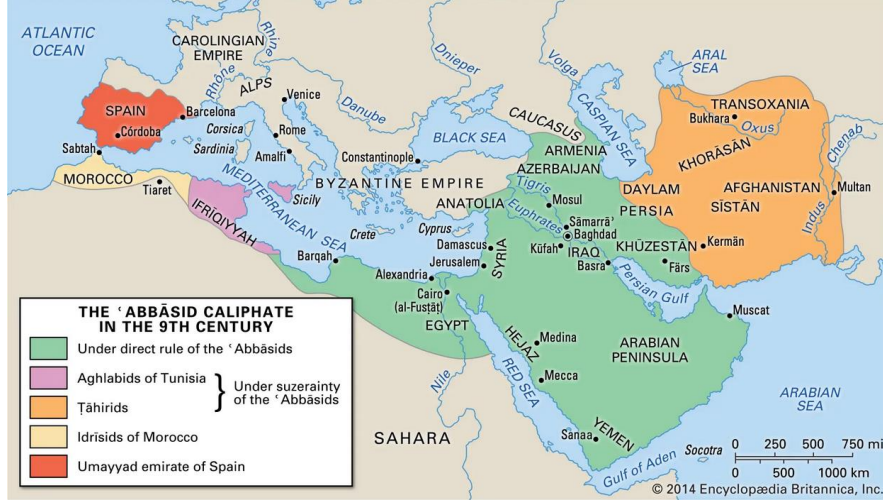 ATLANTIC
OCEAN
CAROLINGIAN
EMPIRE
Rhine
Rhône
ALPS
Venice
Dnieper
Volga
ARAL
SEA
Danube
SPAIN
Barcelona
Córdoba
Corsica
Sardinia
Rome
Amalfi
BLACK SEA
CAUCASUS
CASPIAN SEA
TRANSOXANIA
Bukhara
Oxus
KHORĀSĀN
Chenab
Sabtah
MOROCCO
Tiaret
MEDITERRANEAN SEA
Sicily
IFRĪQIYYAH
Constantinople
BYZANTINE EMPIRE
ANATOLIA
ARMENIA
AZERBAIJAN
Tigris
Mosul
Euphrates
Sāmarrāʾ
Baghdad
DAYLAM
PERSIA
AFGHANISTAN
SĪSTĀN
Multan
Indus
Crete
Cyprus
Damascus
SYRIA
Kūfah
IRAQ
KHŪZESTĀN
Kermān
Barqah
Jerusalem
Basra
Fārs
Alexandria
Persian Gulf
Cairo
(al-Fusṭāṭ)
EGYPT
Muscat
HEJAZ
Medina
ARABIAN
PENINSULA
Mecca
Nile
RED SEA
ARABIAN
SEA
SAHARA
Sanaa
YEMEN
Socotra
Gulf of Aden
THE ʿABBĀSID CALIPHATE
IN THE 9TH CENTURY
Under direct rule of the ʿAbbāsids
Aghlabids of Tunisia
Ṭāhirids
Under suzerainty
of the ʿAbbāsids
Idrīsids of Morocco
Umayyad emirate of Spain
0 250 500 750 mi
0 500 1000 km
© 2014 Encyclopædia Britannica, Inc.